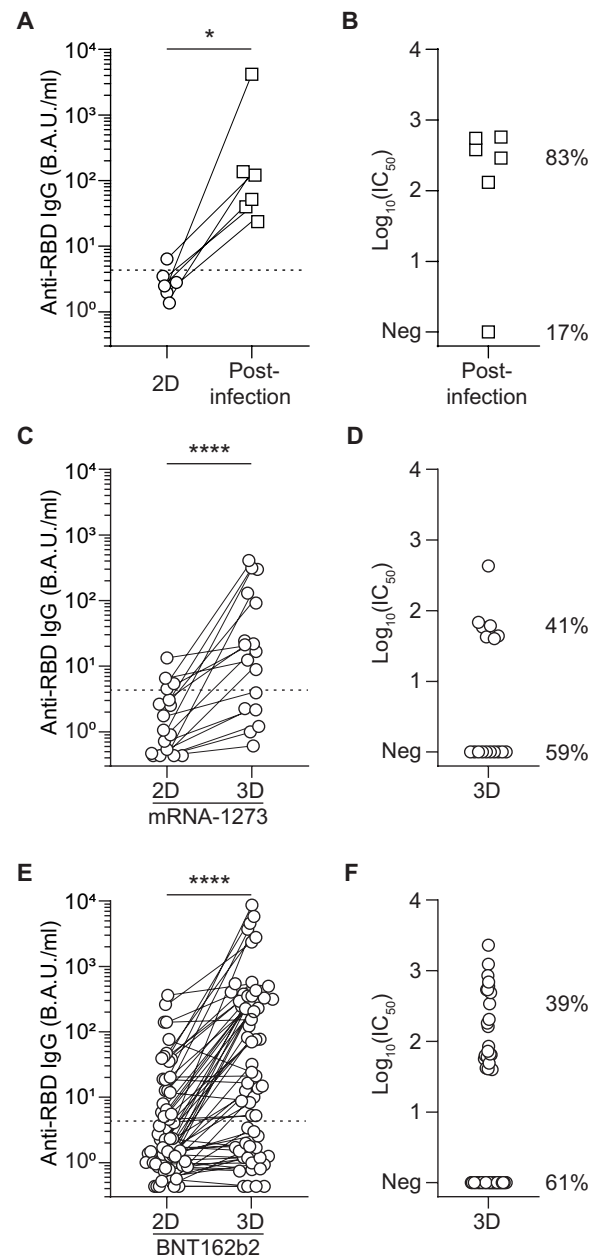 A
*
Anti-RBD IgG (B.A.U./ml)
10⁴
10³
10²
10¹
10⁰
2D
Post-
infection
B
Log₁₀(IC₅₀)
4
3
2
1
Neg
83%
17%
Post-
infection
C
****
Anti-RBD IgG (B.A.U./ml)
10⁴
10³
10²
10¹
10⁰
2D 3D
mRNA-1273
D
Log₁₀(IC₅₀)
4
3
2
1
Neg
41%
59%
3D
E
****
Anti-RBD IgG (B.A.U./ml)
10⁴
10³
10²
10¹
10⁰
2D 3D
BNT162b2
F
Log₁₀(IC₅₀)
4
3
2
1
Neg
39%
61%
3D